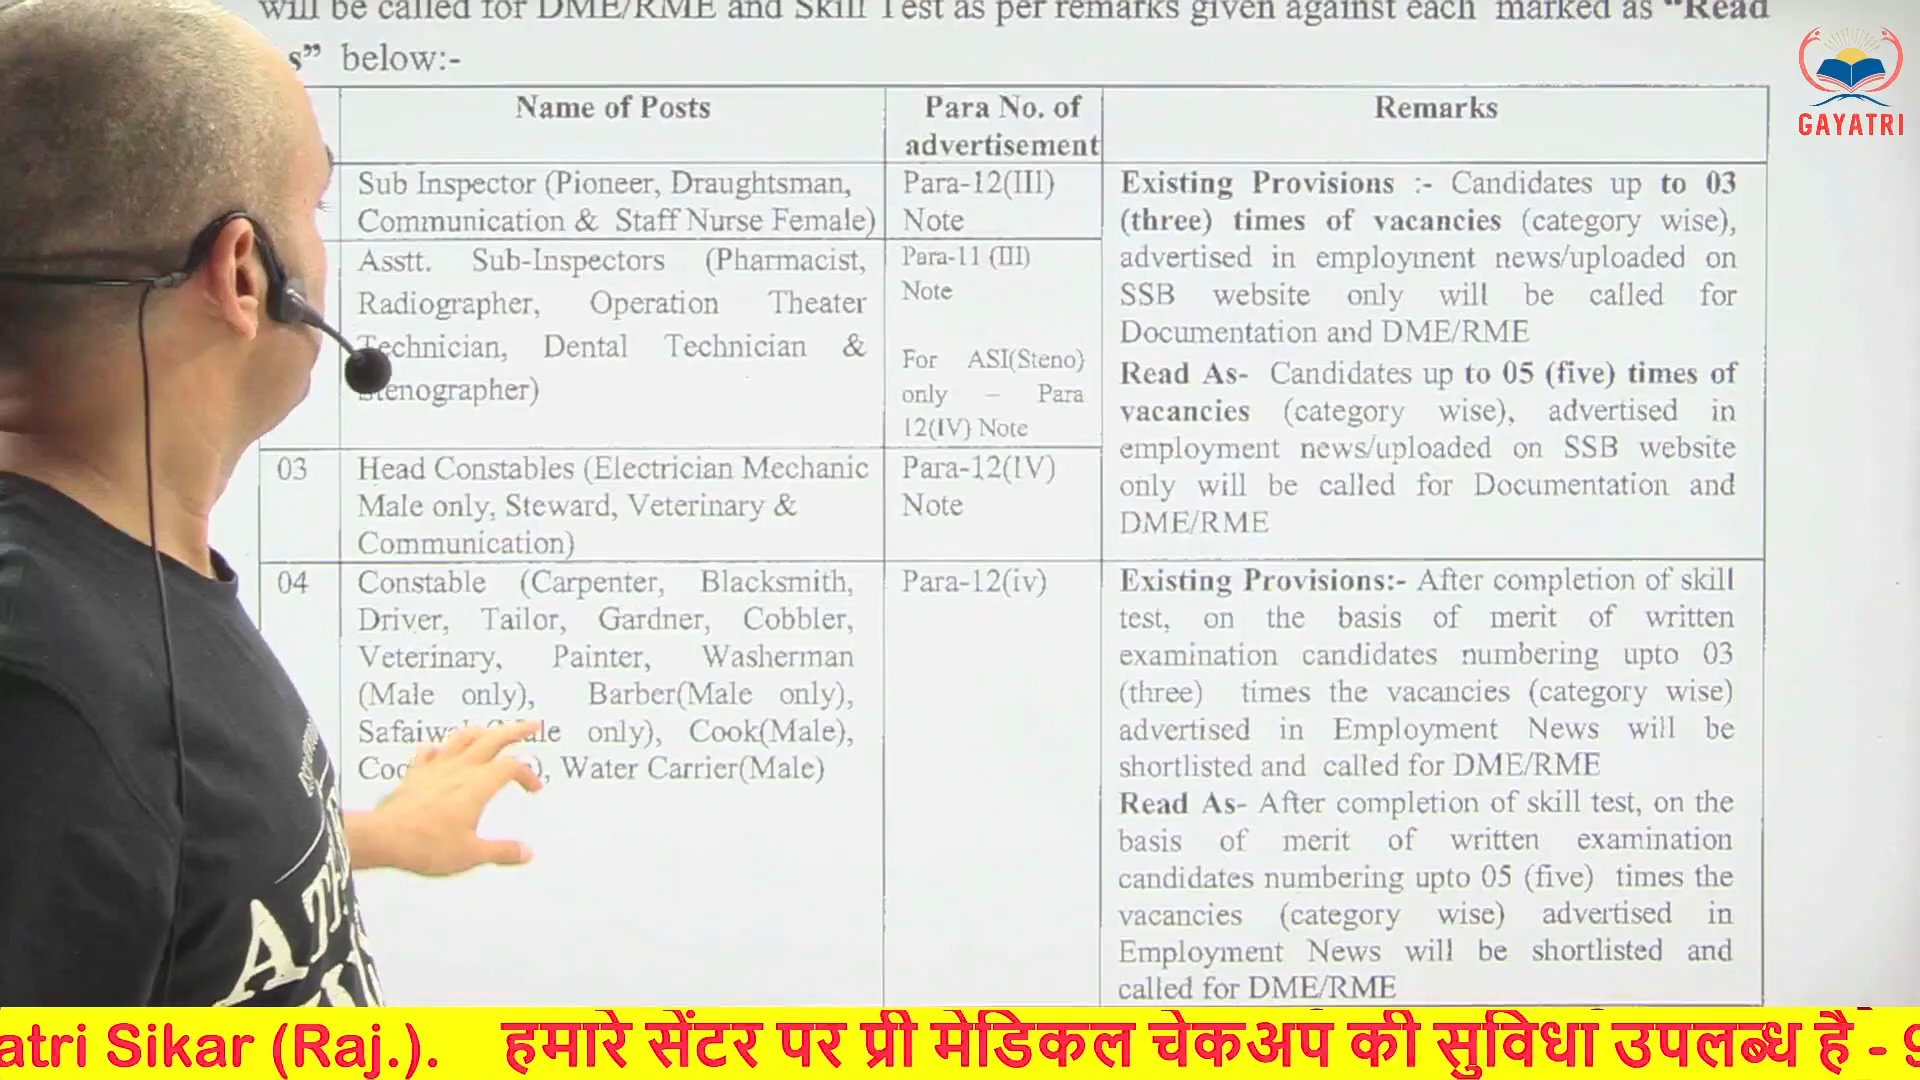 will be called for DME/RME and Skill Test as per remarks given against each marked as "Read
s" below:-
GAYATRI
Name of Posts
Para No. of
advertisement
Remarks
Sub Inspector (Pioneer, Draughtsman,
Communication & Staff Nurse Female)
Para-12(III)
Note
Existing Provisions :- Candidates up to 03
(three) times of vacancies (category wise),
advertised in employment news/uploaded on
SSB website only will be called for
Documentation and DME/RME
Read As- Candidates up to 05 (five) times of
vacancies (category wise), advertised in
employment news/uploaded on SSB website
only will be called for Documentation and
DME/RME
Asstt. Sub-Inspectors (Pharmacist,
Radiographer, Operation Theater
Technician, Dental Technician &
Stenographer)
Para-11 (III)
Note
For ASI(Steno)
only – Para
12(IV) Note
03
Head Constables (Electrician Mechanic
Male only, Steward, Veterinary &
Communication)
Para-12(IV)
Note
04
Constable (Carpenter, Blacksmith,
Driver, Tailor, Gardner, Cobbler,
Veterinary, Painter, Washerman
(Male only), Barber(Male only),
only), Cook(Male),
Water Carrier(Male)
Para-12(iv)
Existing Provisions:- After completion of skill
test, on the basis of merit of written
examination candidates numbering upto 03
(three) times the vacancies (category wise)
advertised in Employment News will be
shortlisted and called for DME/RME
Read As- After completion of skill test, on the
basis of merit of written examination
candidates numbering upto 05 (five) times the
vacancies (category wise) advertised in
Employment News will be shortlisted and
called for DME/RME
atri Sikar (Raj.). हमारे सेंटर पर प्री मेडिकल चेकअप की सुविधा उपलब्ध है - 9